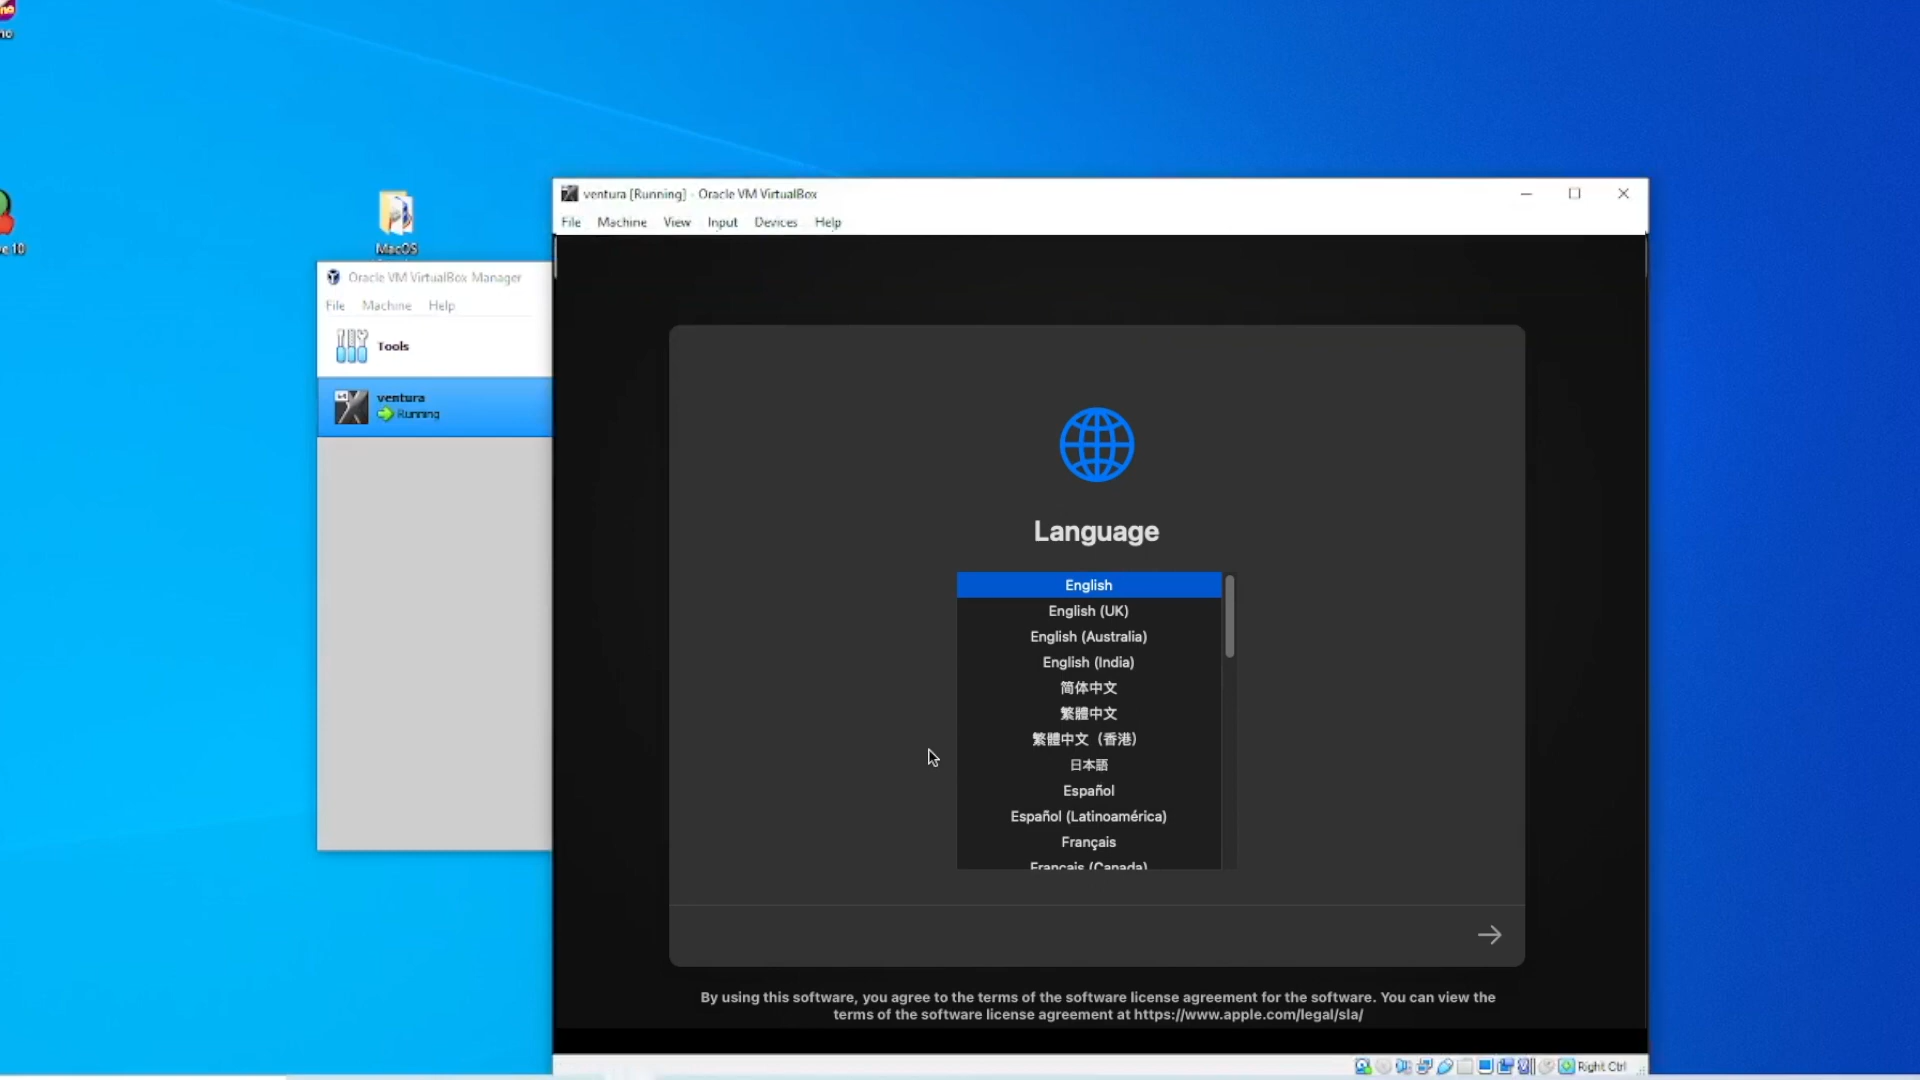 no
c 10
MacOS
Oracle VM VirtualBox Manager
File Machine Help
Tools
ventura
Running
ventura [Running] - Oracle VM VirtualBox
File Machine View Input Devices Help
Language
English
English (UK)
English (Australia)
English (India)
简体中文
繁體中文
繁體中文（香港）
日本語
Español
Español (Latinoamérica)
Français
Français (Canada)
By using this software, you agree to the terms of the software license agreement for the software. You can view the
terms of the software license agreement at https://www.apple.com/legal/sla/
Right Ctrl